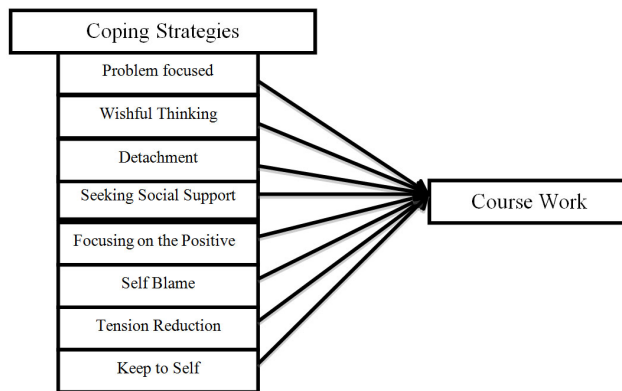 Coping Strategies
Problem focused
Wishful Thinking
Detachment
Seeking Social Support
Focusing on the Positive
Self Blame
Tension Reduction
Keep to Self
Course Work